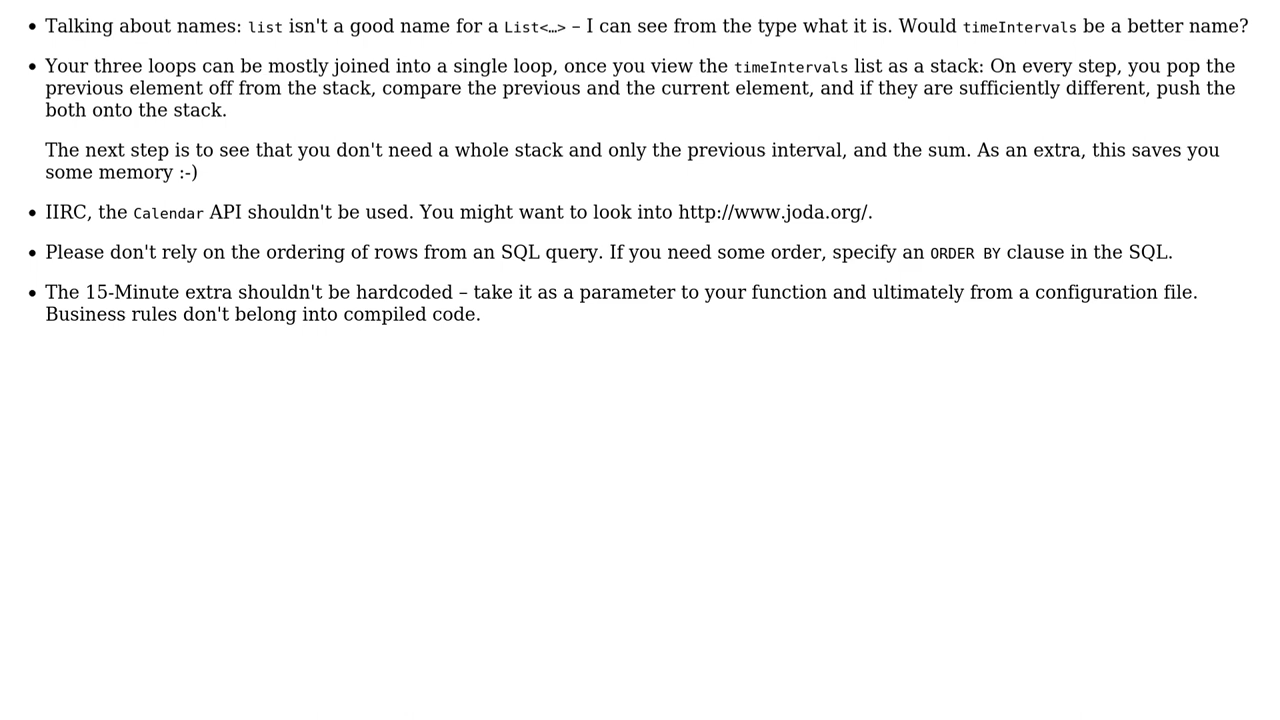 Talking about names: list isn't a good name for a List<…> – I can see from the type what it is. Would timeIntervals be a better name?
Your three loops can be mostly joined into a single loop, once you view the timeIntervals list as a stack: On every step, you pop the
previous element off from the stack, compare the previous and the current element, and if they are sufficiently different, push the
both onto the stack.
The next step is to see that you don't need a whole stack and only the previous interval, and the sum. As an extra, this saves you
some memory :-)
IIRC, the Calendar API shouldn't be used. You might want to look into http://www.joda.org/.
Please don't rely on the ordering of rows from an SQL query. If you need some order, specify an ORDER BY clause in the SQL.
The 15-Minute extra shouldn't be hardcoded – take it as a parameter to your function and ultimately from a configuration file.
Business rules don't belong into compiled code.